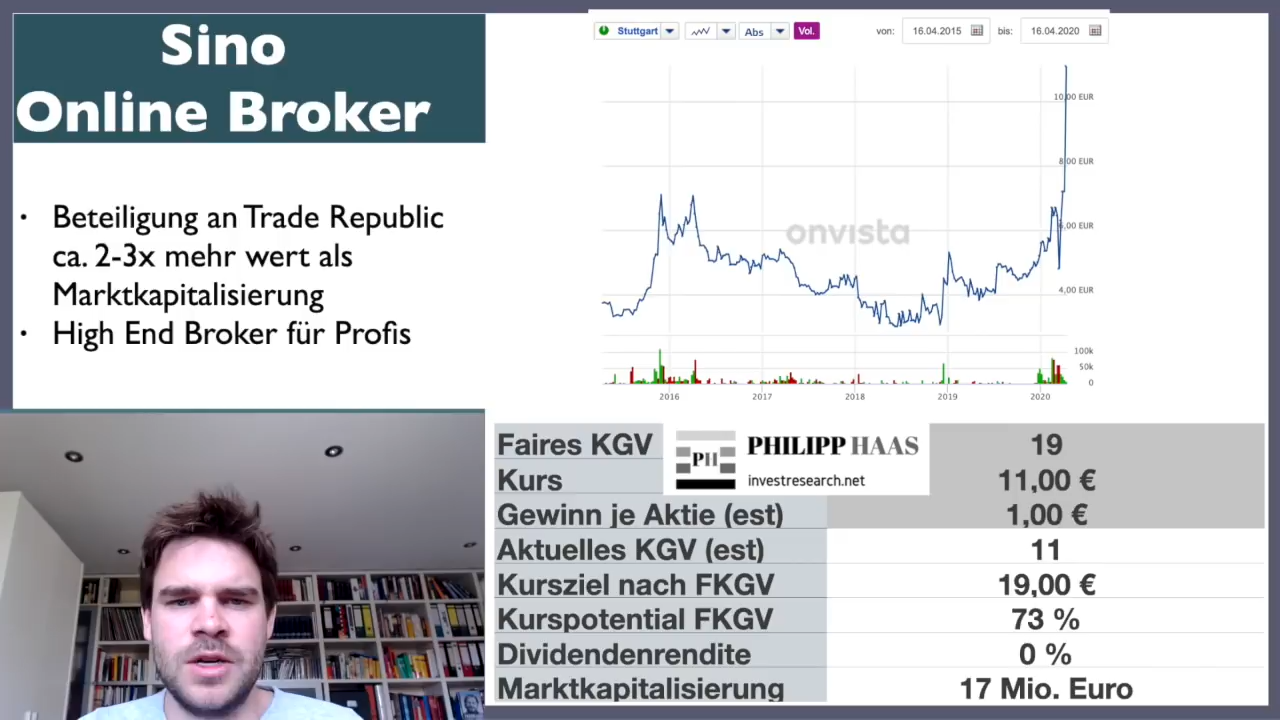 Sino
Online Broker
• Beteiligung an Trade Republic
ca. 2-3x mehr wert als
Marktkapitalisierung
• High End Broker für Profis
Stuttgart
Abs
Vol.
von: 16.04.2015 bis: 16.04.2020
10,00 EUR
8,00 EUR
onvista
6,00 EUR
4,00 EUR
100k
50k
0
2016 2017 2018 2019 2020
PH
PHILIPP HAAS
investresearch.net
Faires KGV 19
Kurs 11,00 €
Gewinn je Aktie (est) 1,00 €
Aktuelles KGV (est) 11
Kursziel nach FKGV 19,00 €
Kurspotential FKGV 73 %
Dividendenrendite 0 %
Marktkapitalisierung 17 Mio. Euro